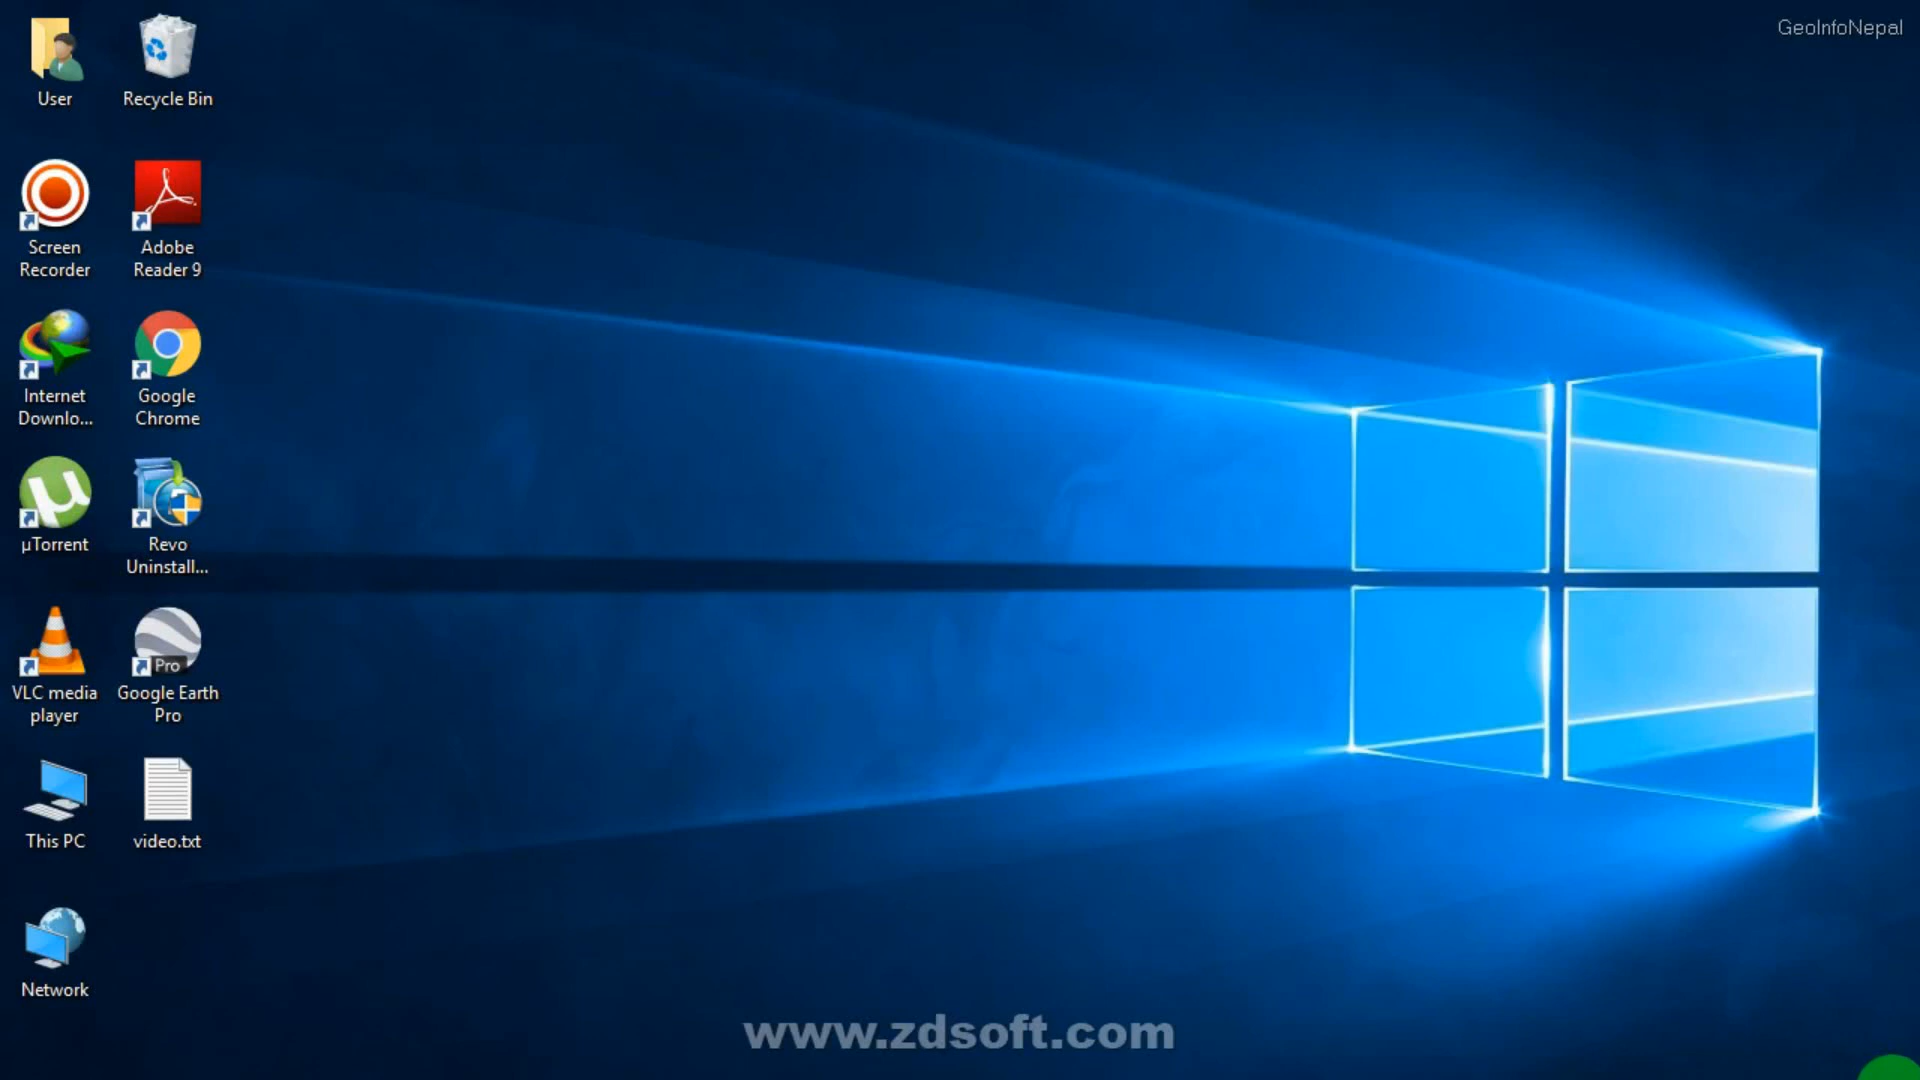 GeoInfoNepal
User
Recycle Bin
Screen
Recorder
Adobe
Reader 9
Internet
Downlo...
Google
Chrome
µTorrent
Revo
Uninstall...
VLC media
player
Pro
Google Earth
Pro
This PC
video.txt
Network
www.zdsoft.com